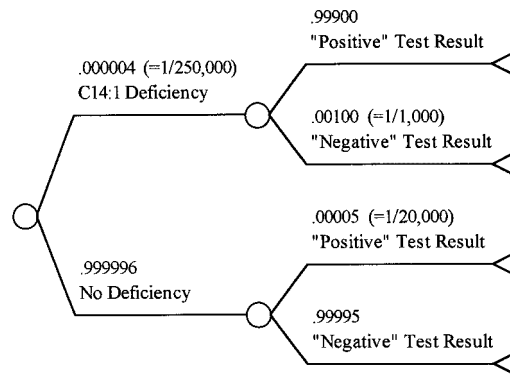 .99900
"Positive" Test Result
.000004 (=1/250,000)
C14:1 Deficiency
.00100 (=1/1,000)
"Negative" Test Result
.00005 (=1/20,000)
"Positive" Test Result
.999996
No Deficiency
.99995
"Negative" Test Result